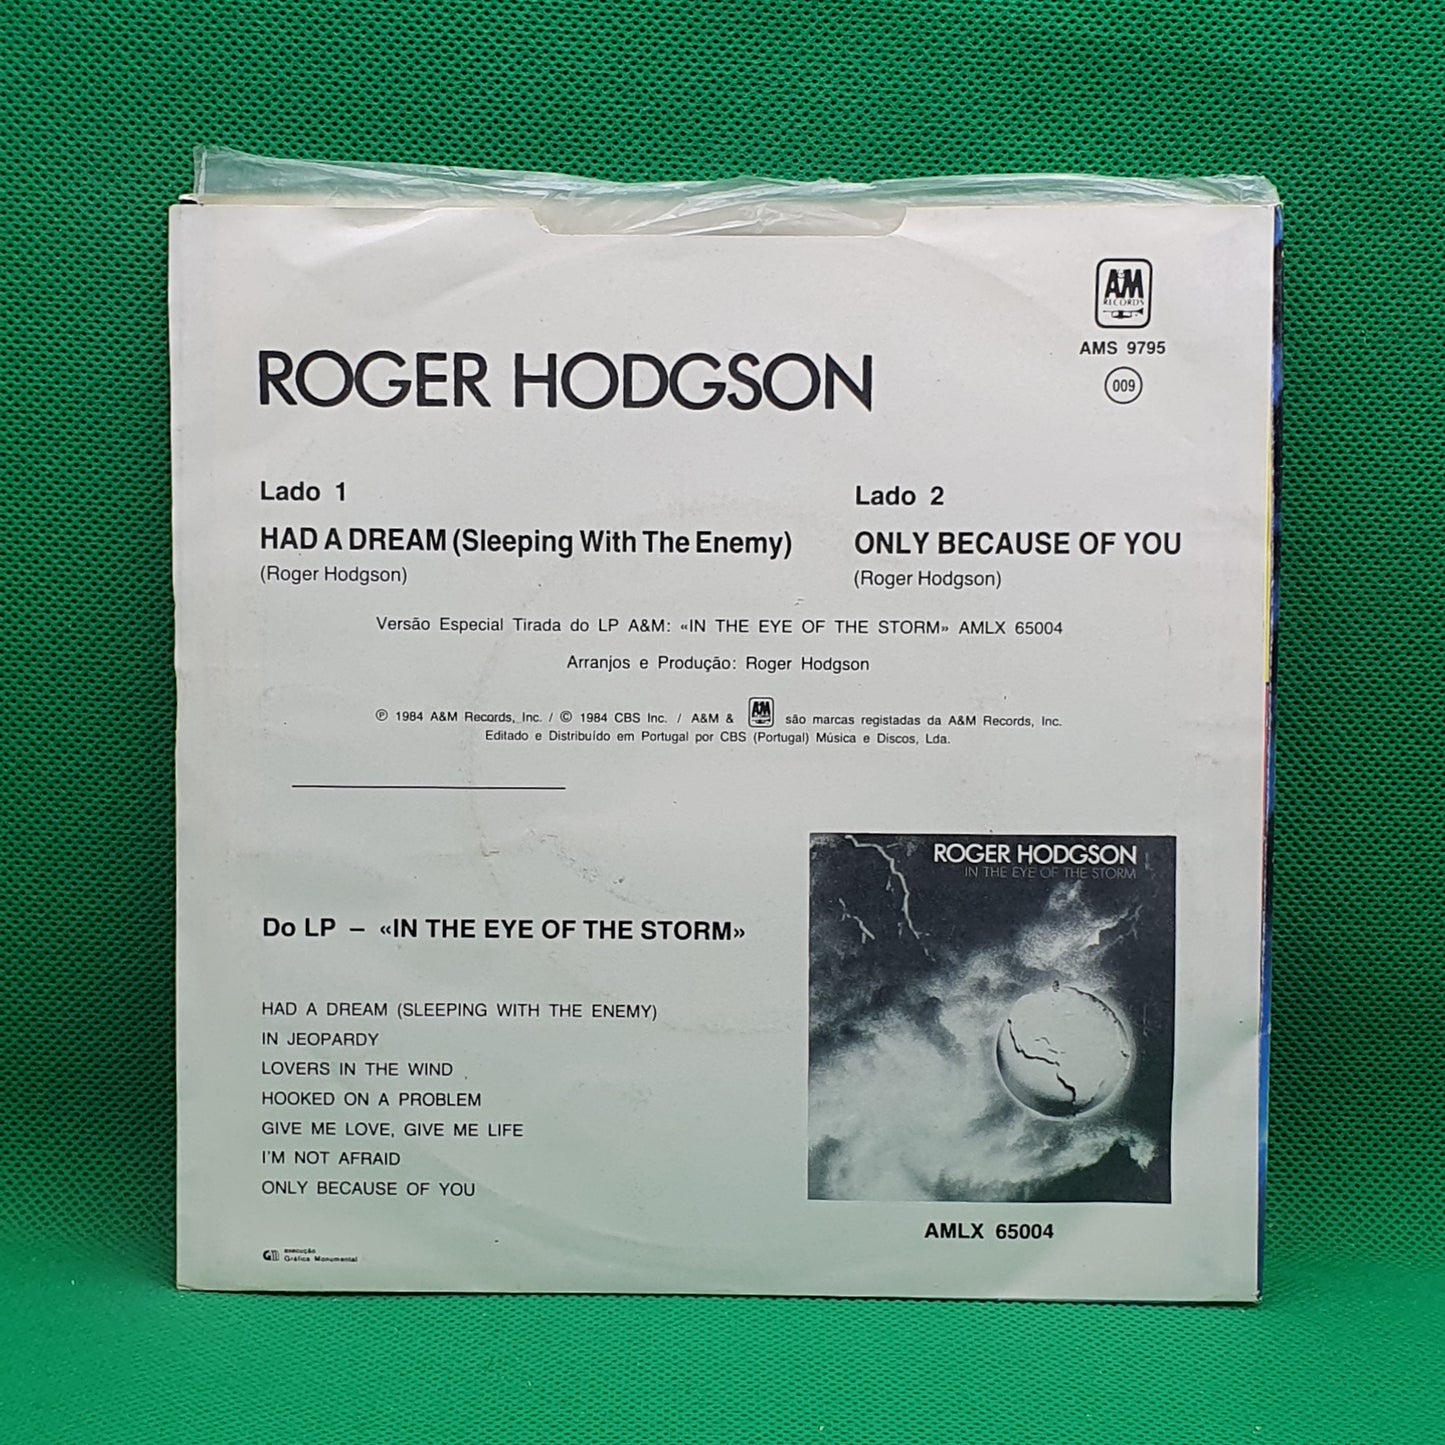 A&M
RECORDS
AMS 9795
009
ROGER HODGSON
Lado 1
HAD A DREAM (Sleeping With The Enemy)
(Roger Hodgson)
Lado 2
ONLY BECAUSE OF YOU
(Roger Hodgson)
Versão Especial Tirada do LP A&M: «IN THE EYE OF THE STORM» AMLX 65004
Arranjos e Produção: Roger Hodgson
℗ 1984 A&M Records, Inc. / © 1984 CBS Inc. / A&M & A&M são marcas registadas da A&M Records, Inc.
Editado e Distribuído em Portugal por CBS (Portugal) Música e Discos, Lda.
Do LP – «IN THE EYE OF THE STORM»
HAD A DREAM (SLEEPING WITH THE ENEMY)
IN JEOPARDY
LOVERS IN THE WIND
HOOKED ON A PROBLEM
GIVE ME LOVE, GIVE ME LIFE
I'M NOT AFRAID
ONLY BECAUSE OF YOU
ROGER HODGSON
IN THE EYE OF THE STORM
AMLX 65004
execução
Gráfica Monumental